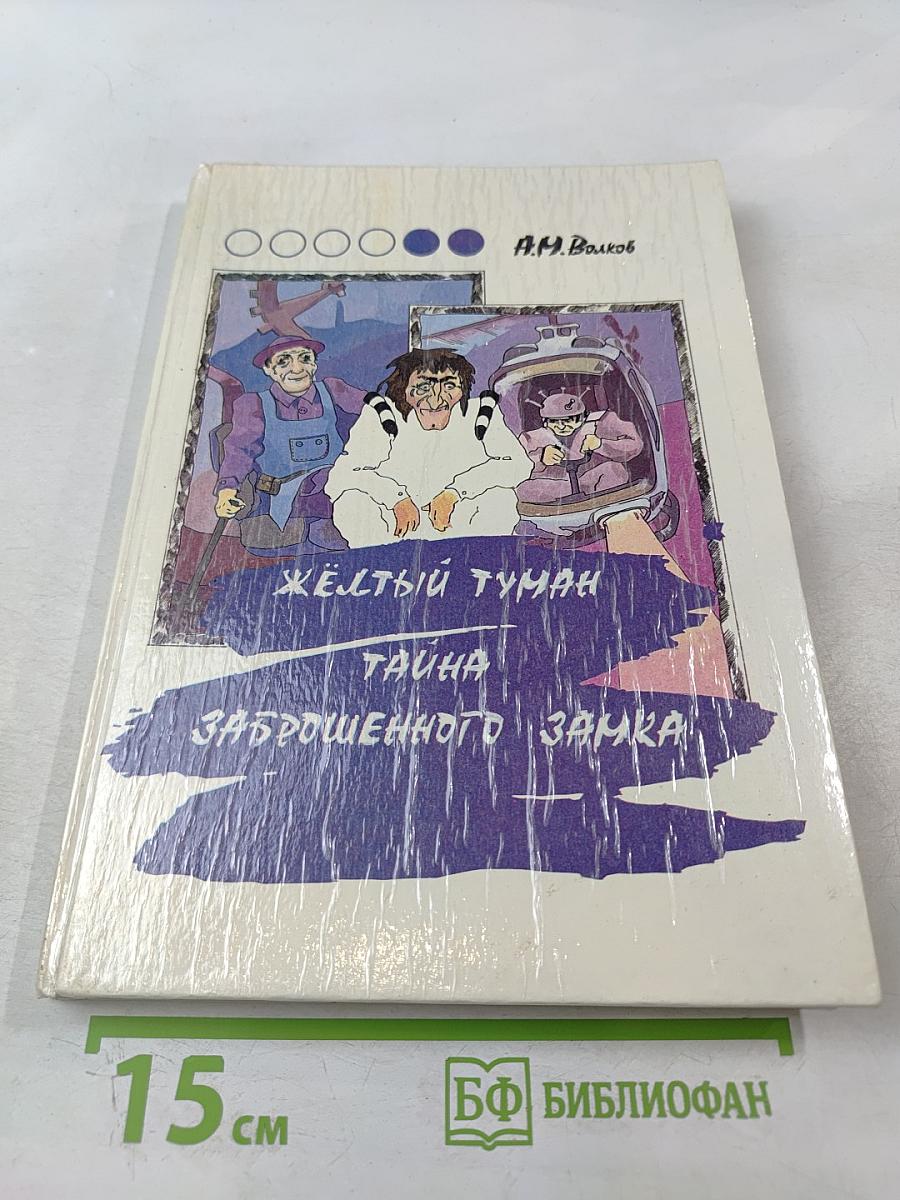 А.М.Волков
ЖЁЛТЫЙ ТУМАН
ТАЙНА
ЗАБРОШЕННОГО ЗАМКА
15 см
БФ БИБЛИОФАН